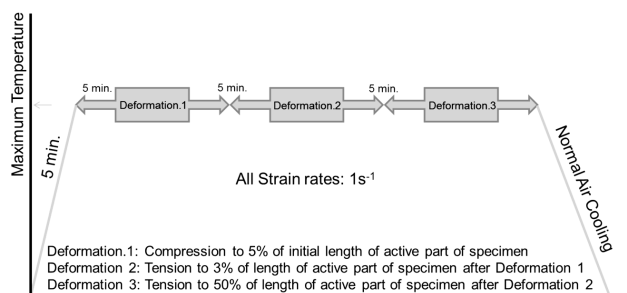 Maximum Temperature
5 min.
5 min.
5 min.
5 min.
Deformation.1
Deformation.2
Deformation.3
All Strain rates: 1s⁻¹
Normal Air Cooling
Deformation.1: Compression to 5% of initial length of active part of specimen
Deformation 2: Tension to 3% of length of active part of specimen after Deformation 1
Deformation 3: Tension to 50% of length of active part of specimen after Deformation 2